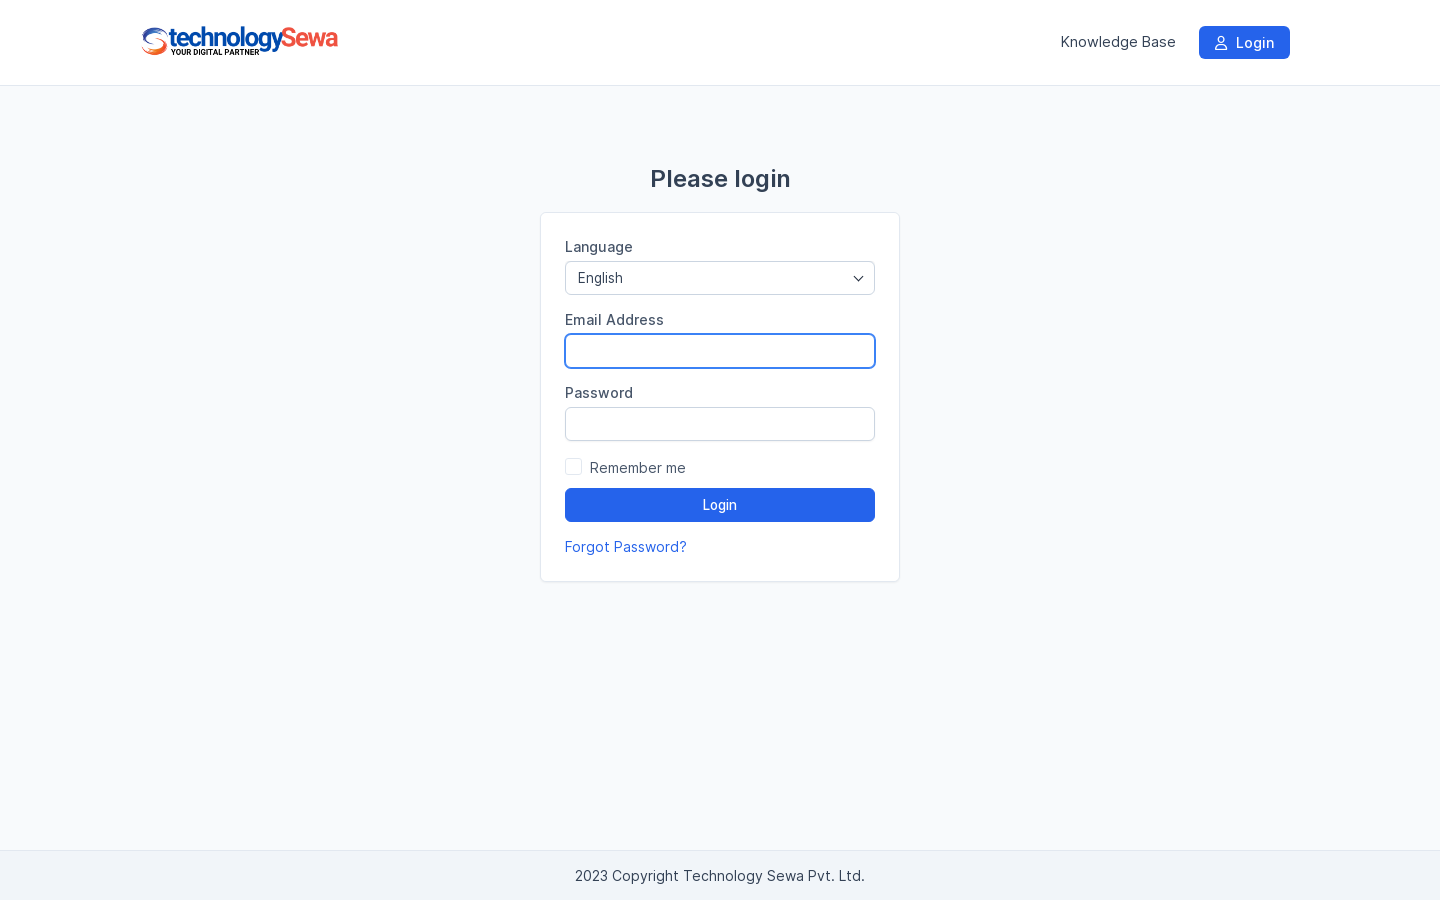 technologySewa
YOUR DIGITAL PARTNER
Knowledge Base
Login
Please login
Language
English
Email Address
Password
Remember me
Login
Forgot Password?
2023 Copyright Technology Sewa Pvt. Ltd.